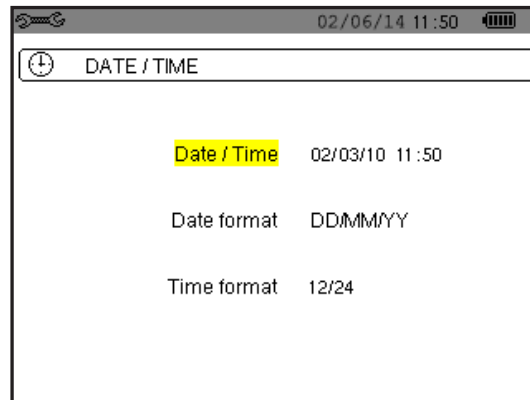 02/06/14 11:50
DATE / TIME
Date / Time 02/03/10 11:50
Date format DD/MM/YY
Time format 12/24